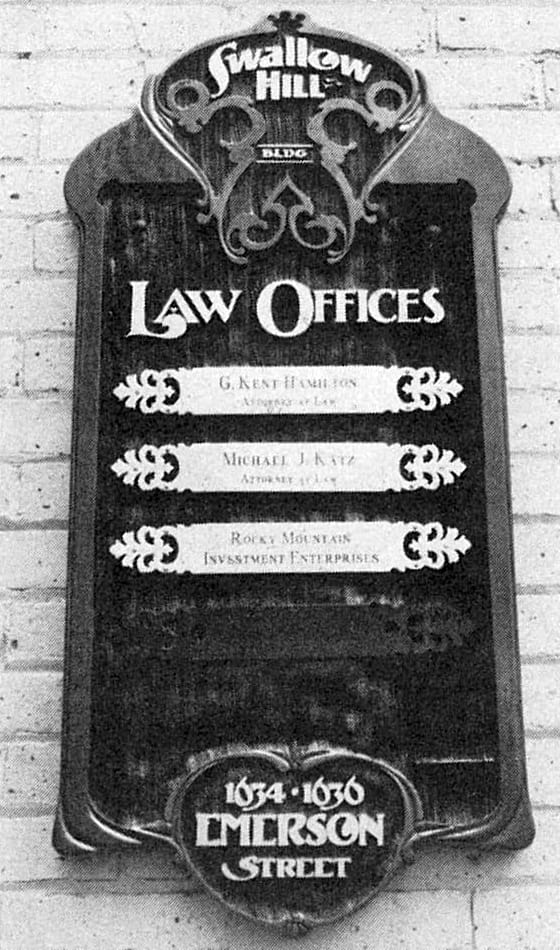 Swallow
HILL
BLDG
LAW OFFICES
G. KENT HAMILTON
ATTORNEY AT LAW
MICHAEL J. KATZ
ATTORNEY AT LAW
ROCKY MOUNTAIN
INVESTMENT ENTERPRISES
1634 · 1636
EMERSON
STREET